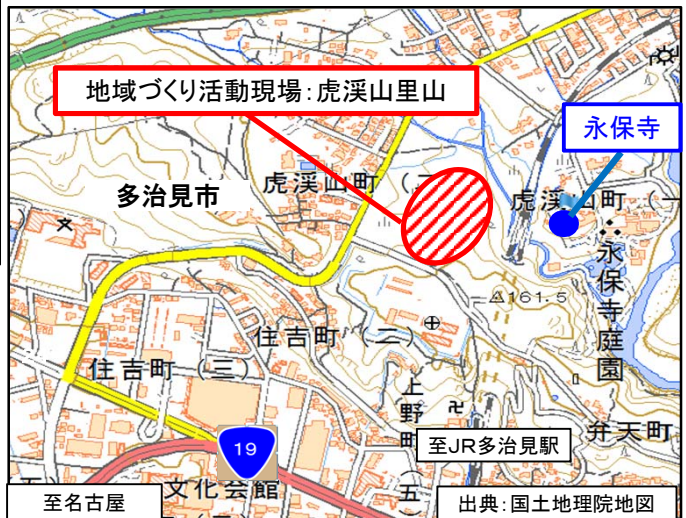 地域づくり活動現場:虎渓山里山
永保寺
多治見市
虎渓山町(二
虎渓山町(一
永保寺庭園
161.5
住吉町(二)
住吉町(三)
上野町(五
弁天町
19
至JR多治見駅
文化会館
至名古屋
出典:国土地理院地図